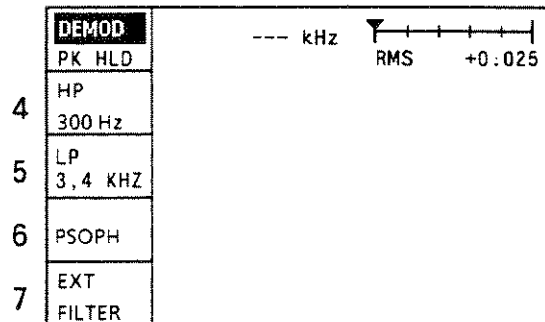 DEMOD
PK HLD
--- kHz
RMS +0:025
4
HP
300 Hz
5
LP
3,4 KHZ
6
PSOPH
7
EXT
FILTER